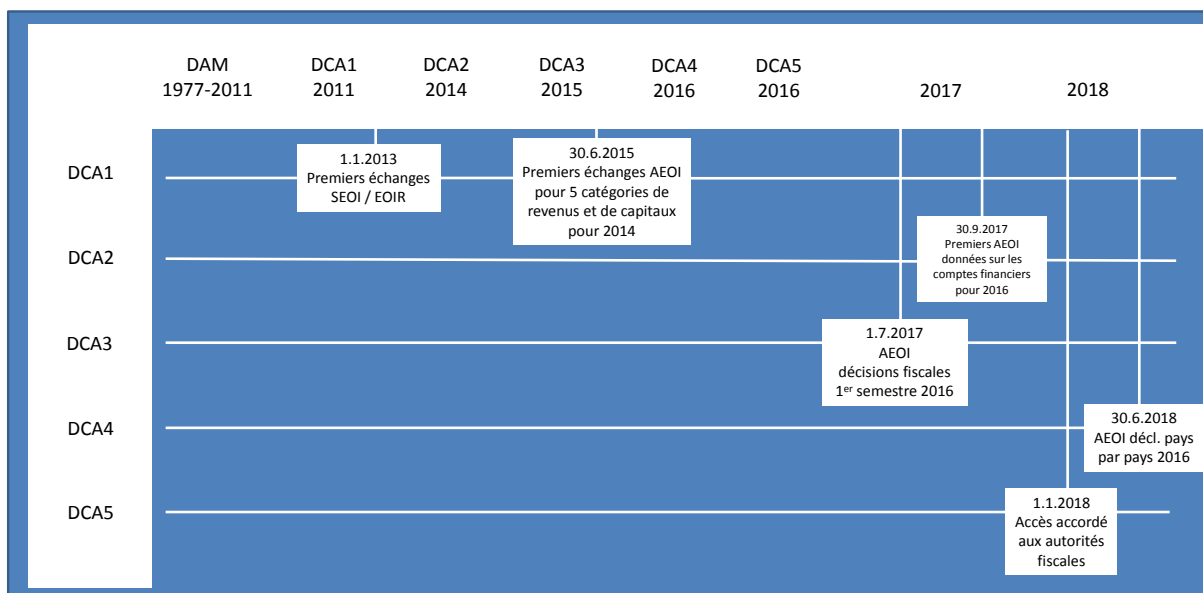 DAM
1977-2011
DCA1
2011
DCA2
2014
DCA3
2015
DCA4
2016
DCA5
2016
2017
2018
DCA1
1.1.2013
Premiers échanges
SEOI / EOIR
30.6.2015
Premiers échanges AEOI
pour 5 catégories de
revenus et de capitaux
pour 2014
DCA2
30.9.2017
Premiers AEOI
données sur les
comptes financiers
pour 2016
DCA3
1.7.2017
AEOI
décisions fiscales
1er semestre 2016
DCA4
30.6.2018
AEOI décl. pays
par pays 2016
DCA5
1.1.2018
Accès accordé
aux autorités
fiscales